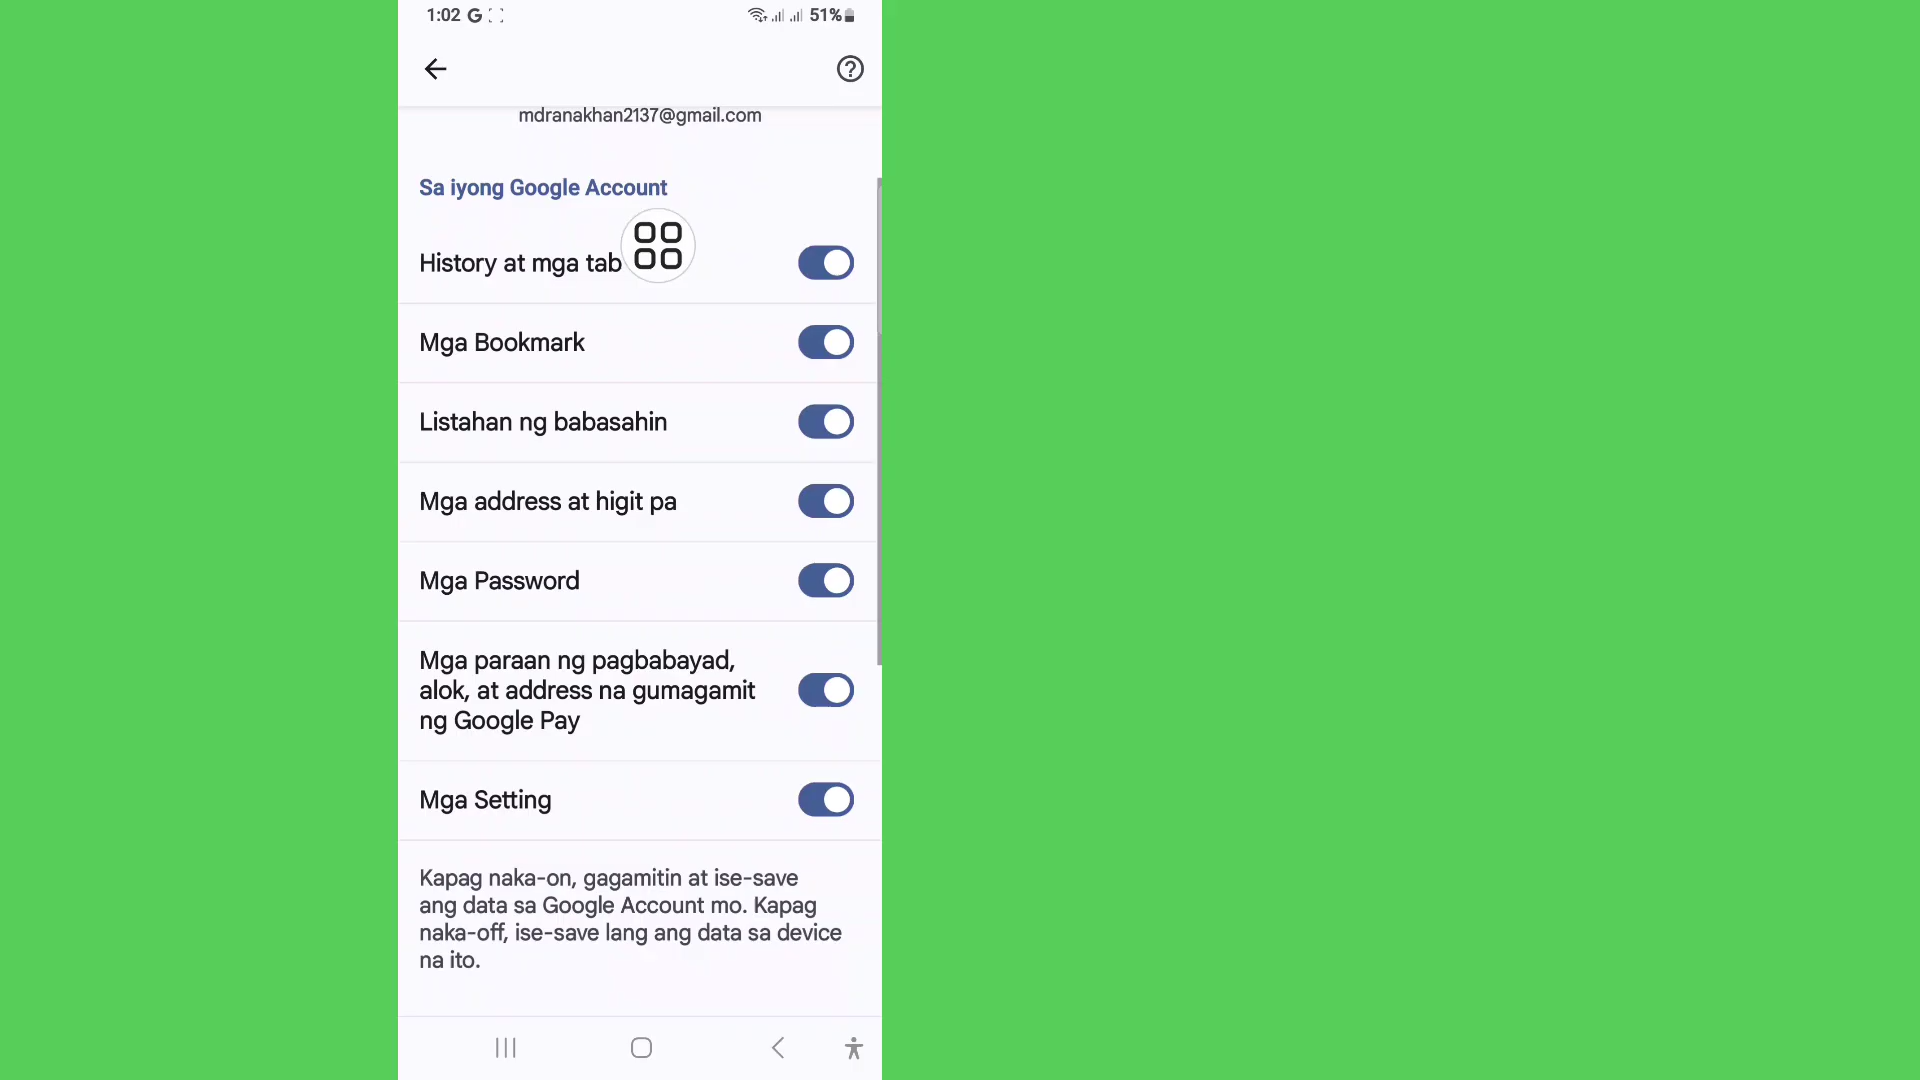 1:02 G
51%
mdranakhan2137@gmail.com
Sa iyong Google Account
History at mga tab
Mga Bookmark
Listahan ng babasahin
Mga address at higit pa
Mga Password
Mga paraan ng pagbabayad,
alok, at address na gumagamit
ng Google Pay
Mga Setting
Kapag naka-on, gagamitin at ise-save
ang data sa Google Account mo. Kapag
naka-off, ise-save lang ang data sa device
na ito.